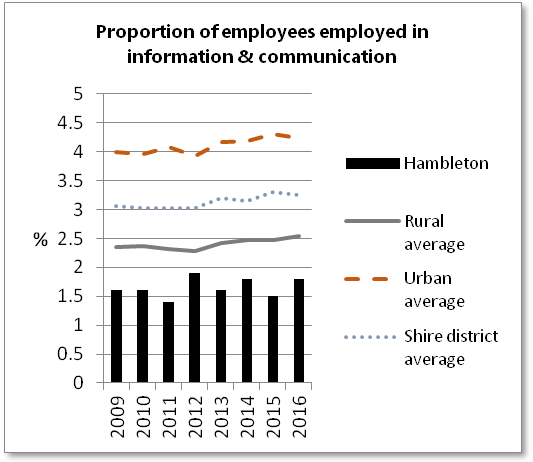 Proportion of employees employed in
information & communication
5
4.5
4
3.5
3
2.5
2
1.5
1
0.5
0
%
2009
2010
2011
2012
2013
2014
2015
2016
Hambleton
Rural
average
Urban
average
Shire district
average